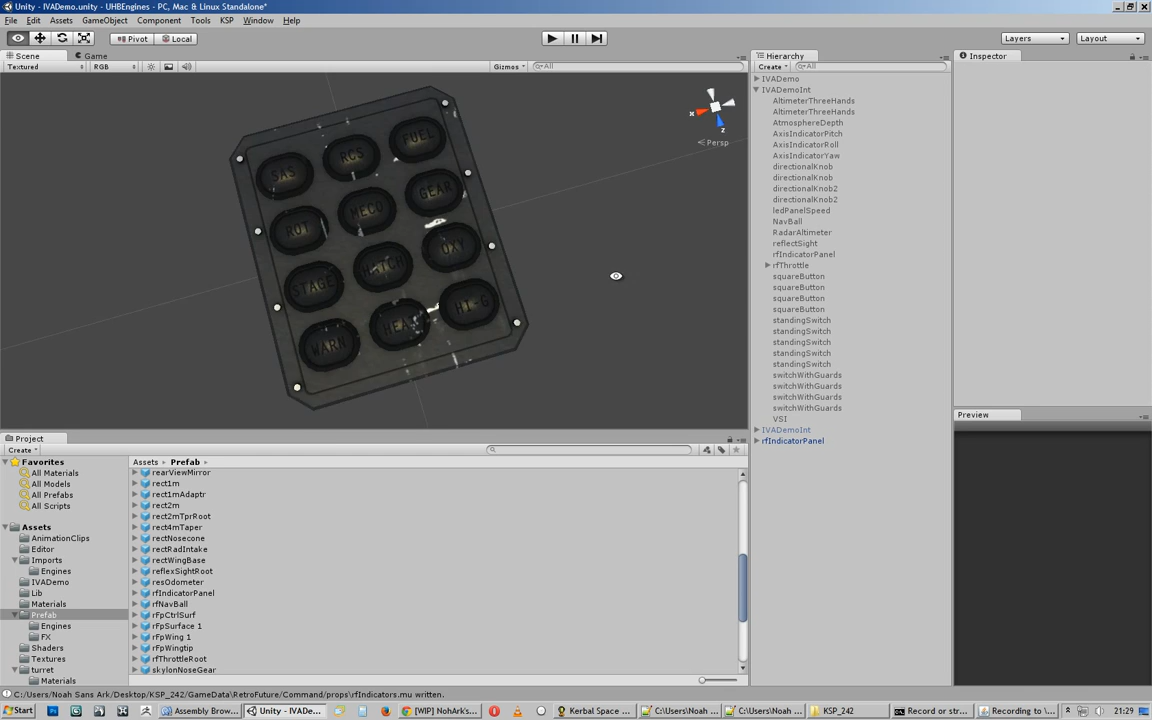 Unity - IVADemo.unity - UHBEngines - PC, Mac & Linux Standalone*
File Edit Assets GameObject Component Tools KSP Window Help
Pivot Local Layers Layout
Scene Game
Textured RGB Gizmos All
SAS RCS FUEL
ROT MECO GEAR
STAGE OXY
WARN HI-G
x z
Persp
Hierarchy
Create All
IVADemo
IVADemoInt
AltimeterThreeHands
AltimeterThreeHands
AtmosphereDepth
AxisIndicatorPitch
AxisIndicatorRoll
AxisIndicatorYaw
directionalKnob
directionalKnob
directionalKnob2
directionalKnob2
ledPanelSpeed
NavBall
RadarAltimeter
reflectSight
rfIndicatorPanel
rfThrottle
squareButton
squareButton
squareButton
squareButton
standingSwitch
standingSwitch
standingSwitch
standingSwitch
standingSwitch
switchWithGuards
switchWithGuards
switchWithGuards
switchWithGuards
VSI
IVADemoInt
rfIndicatorPanel
Inspector
Preview
Project
Create
Favorites
All Materials
All Models
All Prefabs
All Scripts
Assets
AnimationClips
Editor
Imports
Engines
IVADemo
Lib
Materials
Prefab
Engines
FX
Shaders
Textures
turret
Materials
Assets Prefab
rearViewMirror
rect1m
rect1mAdaptr
rect2m
rect2mTprRoot
rect4mTaper
rectNosecone
rectRadIntake
rectWingBase
reflexSightRoot
resOdometer
rfIndicatorPanel
rfNavBall
rFpCtrlSurf
rFpSurface 1
rFpWing 1
rFpWingtip
rfThrottleRoot
skylonNoseGear
C:/Users/Noah Sans Ark/Desktop/KSP_242/GameData/RetroFuture/Command/props\rfIndicators.mu written.
Start Assembly Brow... Unity - IVADe... [WIP] NohArk's... Kerbal Space ... C:\Users\Noah ... C:\Users\Noah ... KSP_242 Record or str... Recording to \... 21:29